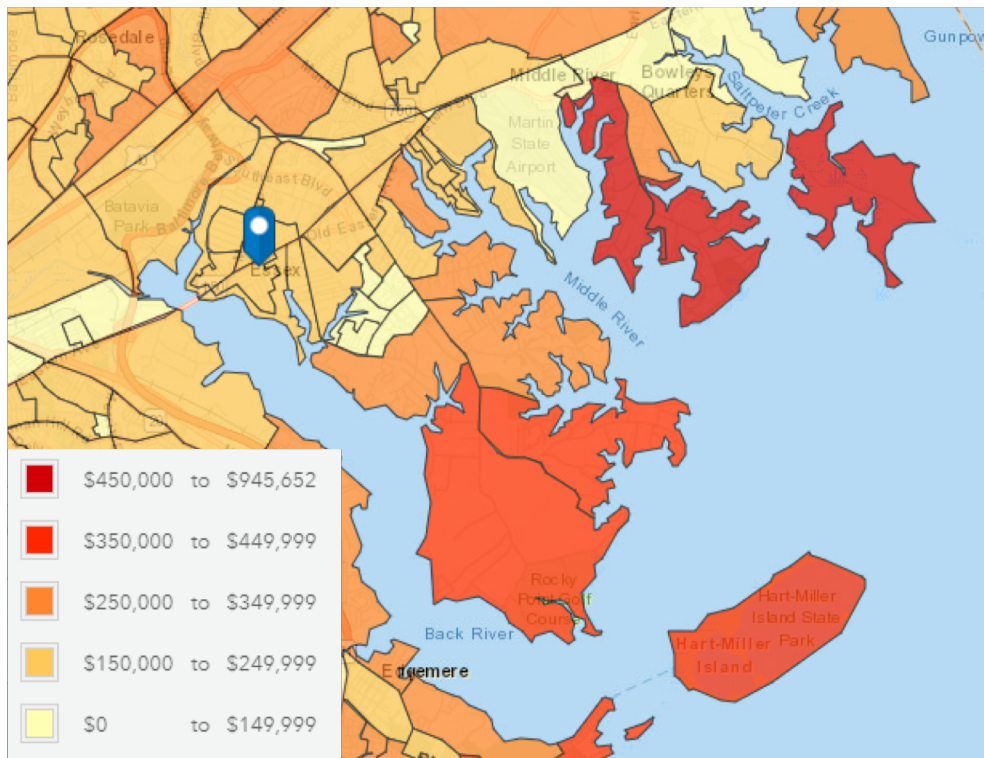 Rosedale
Gunpow
Middle River
Bowleys
Quarters
Saltpeter Creek
Martin
State
Airport
700
40
Southeast Blvd
Batavia
Park
Old Eastern
Essex
Middle River
$450,000 to $945,652
$350,000 to $449,999
$250,000 to $349,999
$150,000 to $249,999
$0 to $149,999
Rocky
Point Golf
Course
Back River
Hart-Miller
Island State
Park
Hart-Miller
Island
Edgemere